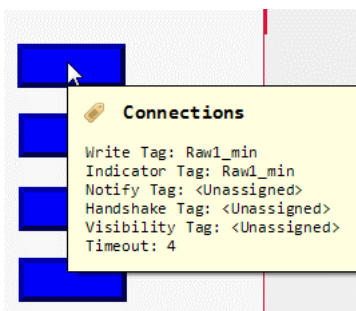 Connections
Write Tag: Raw1_min
Indicator Tag: Raw1_min
Notify Tag: <Unassigned>
Handshake Tag: <Unassigned>
Visibility Tag: <Unassigned>
Timeout: 4